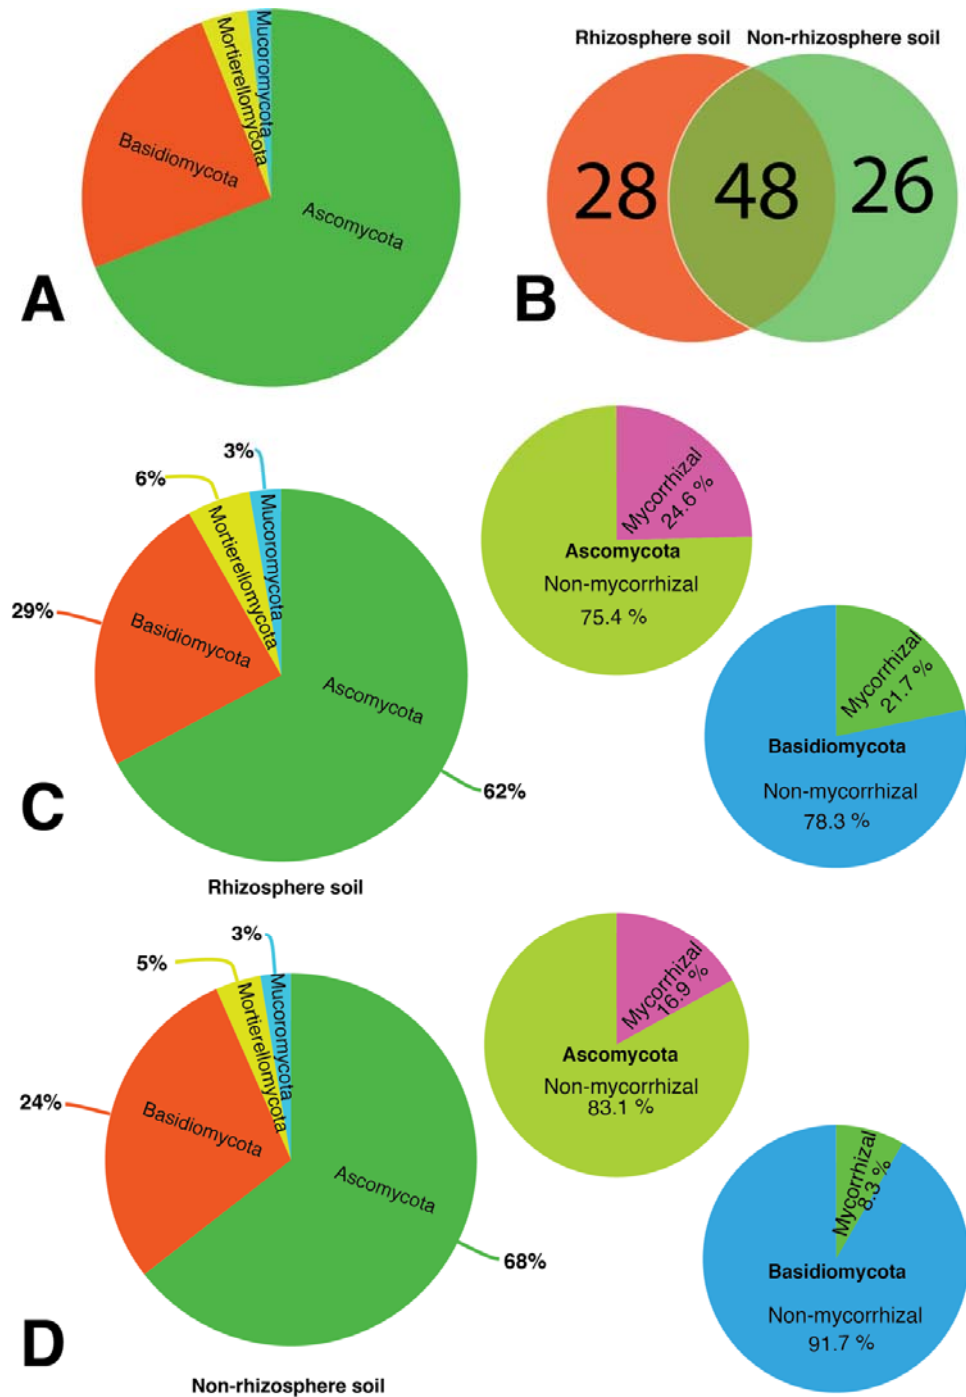 Mucoromycota
Mortierellomycota
Basidiomycota
Ascomycota
A
Rhizosphere soil Non-rhizosphere soil
28 48 26
B
3%
6%
29%
62%
Mucoromycota
Mortierellomycota
Basidiomycota
Ascomycota
C
Rhizosphere soil
Mycorrhizal
24.6 %
Ascomycota
Non-mycorrhizal
75.4 %
Mycorrhizal
21.7 %
Basidiomycota
Non-mycorrhizal
78.3 %
3%
5%
24%
68%
Mucoromycota
Mortierellomycota
Basidiomycota
Ascomycota
D
Non-rhizosphere soil
Mycorrhizal
16.9 %
Ascomycota
Non-mycorrhizal
83.1 %
Mycorrhizal
8.3 %
Basidiomycota
Non-mycorrhizal
91.7 %